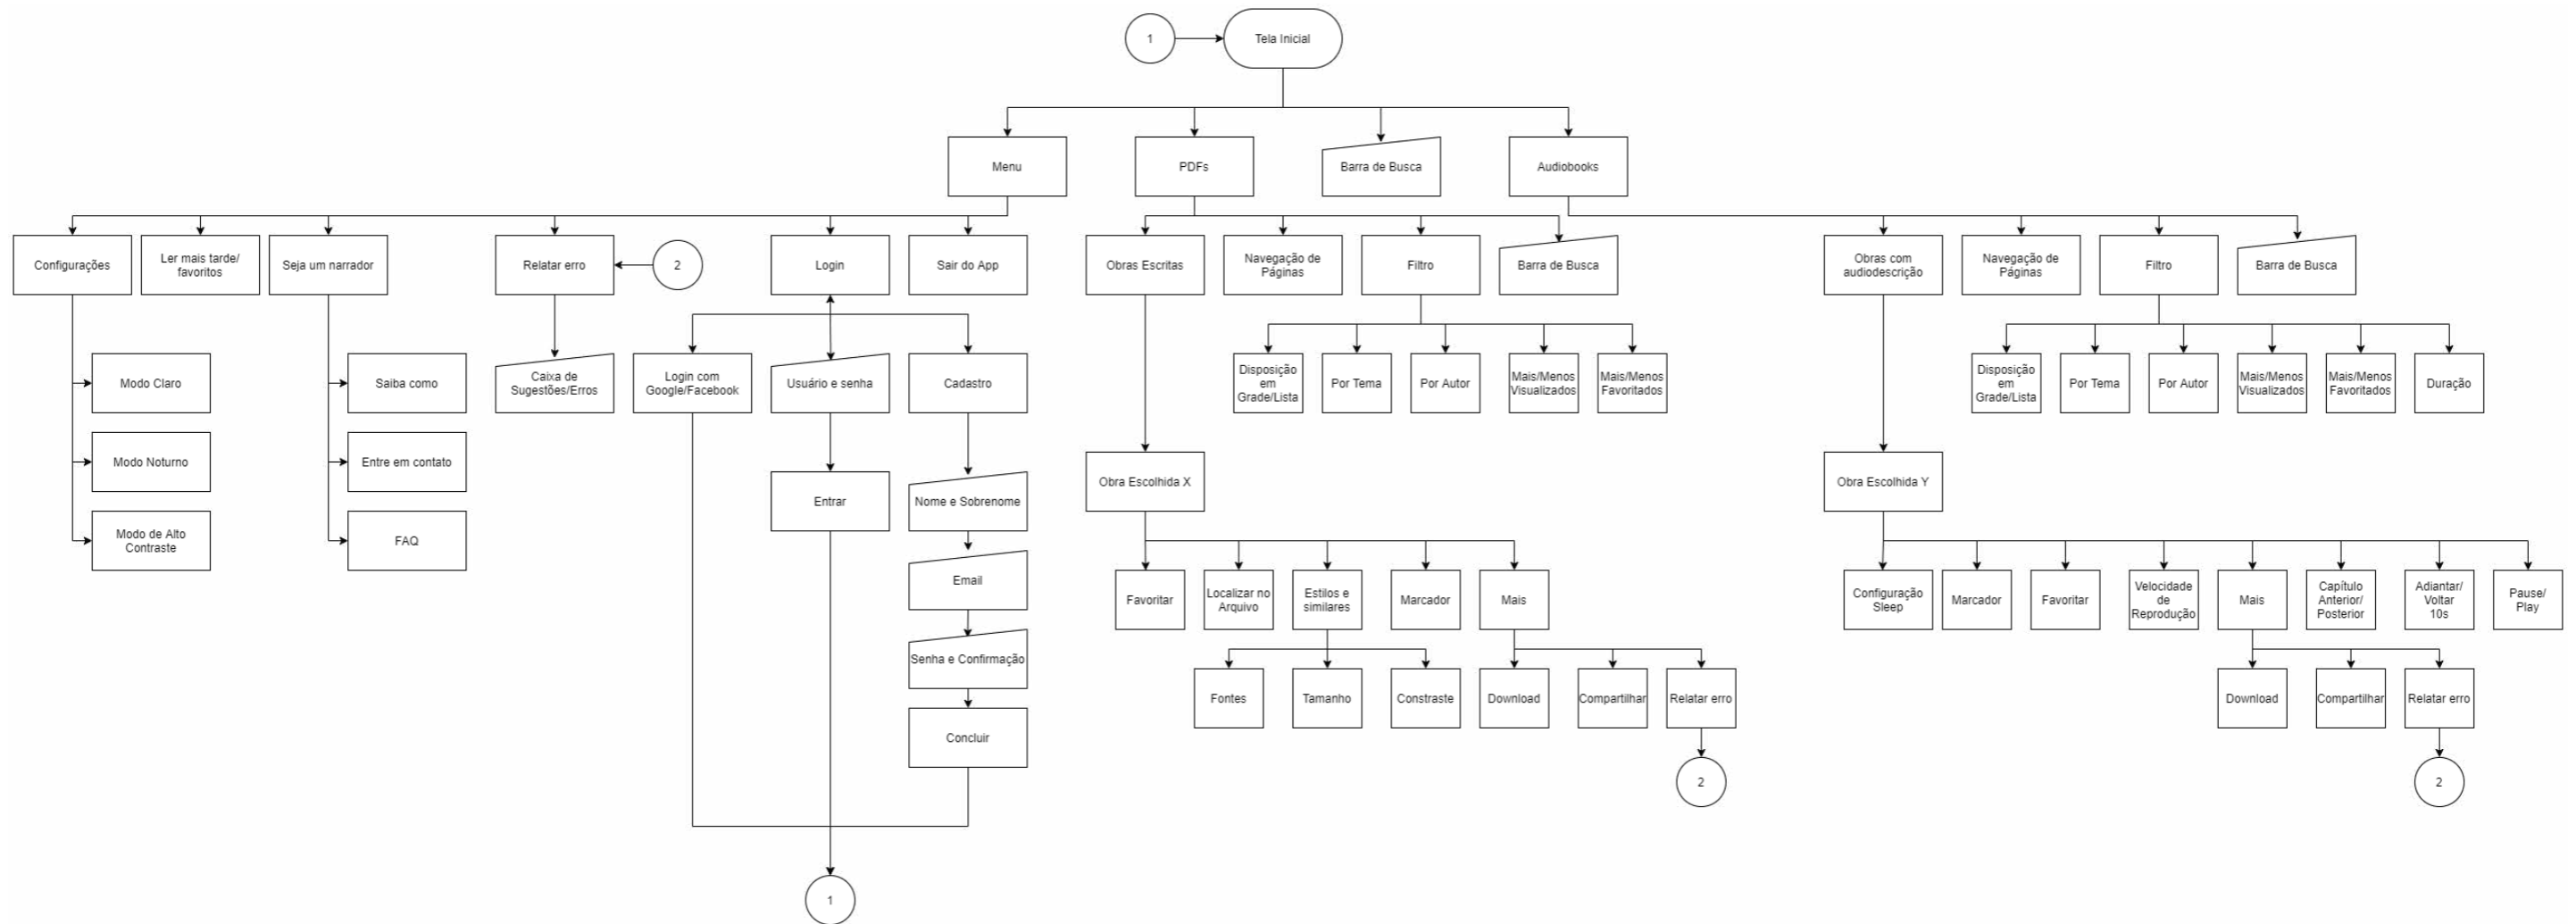 1
Tela Inicial
Menu
PDFs
Barra de Busca
Audiobooks
Configurações
Ler mais tarde/
favoritos
Seja um narrador
Relatar erro
2
Login
Sair do App
Obras Escritas
Navegação de
Páginas
Filtro
Barra de Busca
Obras com
audiodescrição
Navegação de
Páginas
Filtro
Barra de Busca
Modo Claro
Saiba como
Caixa de
Sugestões/Erros
Login com
Google/Facebook
Usuário e senha
Cadastro
Disposição
em
Grade/Lista
Por Tema
Por Autor
Mais/Menos
Visualizados
Mais/Menos
Favoritados
Disposição
em
Grade/Lista
Por Tema
Por Autor
Mais/Menos
Visualizados
Mais/Menos
Favoritados
Duração
Modo Noturno
Entre em contato
Entrar
Nome e Sobrenome
Obra Escolhida X
Obra Escolhida Y
Modo de Alto
Contraste
FAQ
Email
Favoritar
Localizar no
Arquivo
Estilos e
similares
Marcador
Mais
Configuração
Sleep
Marcador
Favoritar
Velocidade
de
Reprodução
Mais
Capítulo
Anterior/
Posterior
Adiantar/
Voltar
10s
Pause/
Play
Senha e Confirmação
Fontes
Tamanho
Constraste
Download
Compartilhar
Relatar erro
Download
Compartilhar
Relatar erro
Concluir
2
2
1